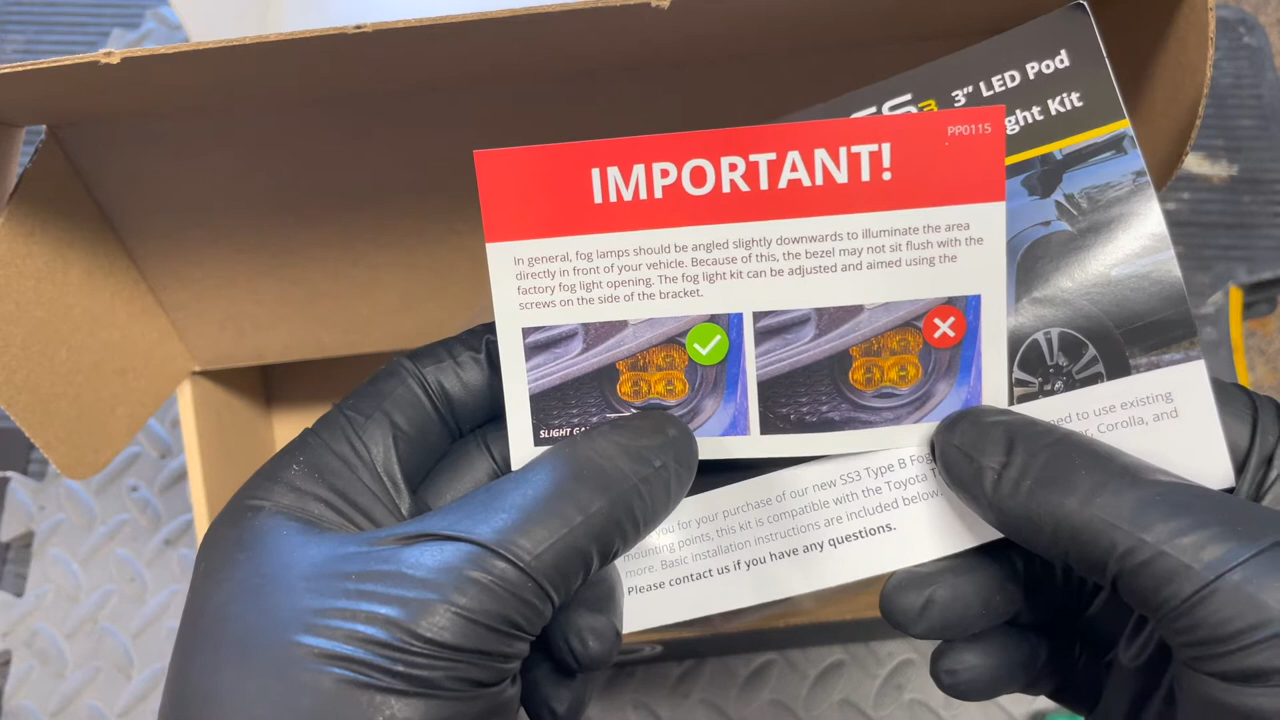 SS3 3” LED Pod
ght Kit
PP0115
IMPORTANT!
In general, fog lamps should be angled slightly downwards to illuminate the area
directly in front of your vehicle. Because of this, the bezel may not sit flush with the
factory fog light opening. The fog light kit can be adjusted and aimed using the
screws on the side of the bracket.
SLIGHT GA
ned to use existing
r, Corolla, and
you for your purchase of our new SS3 Type B Fog
mounting points, this kit is compatible with the Toyota T
more. Basic installation instructions are included below.
Please contact us if you have any questions.